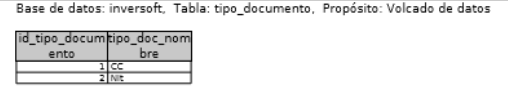 Base de datos: inversoft, Tabla: tipo_documento, Propósito: Volcado de datos
id_tipo_docum tipo_doc_nom
ento bre
1 CC
2 Nit